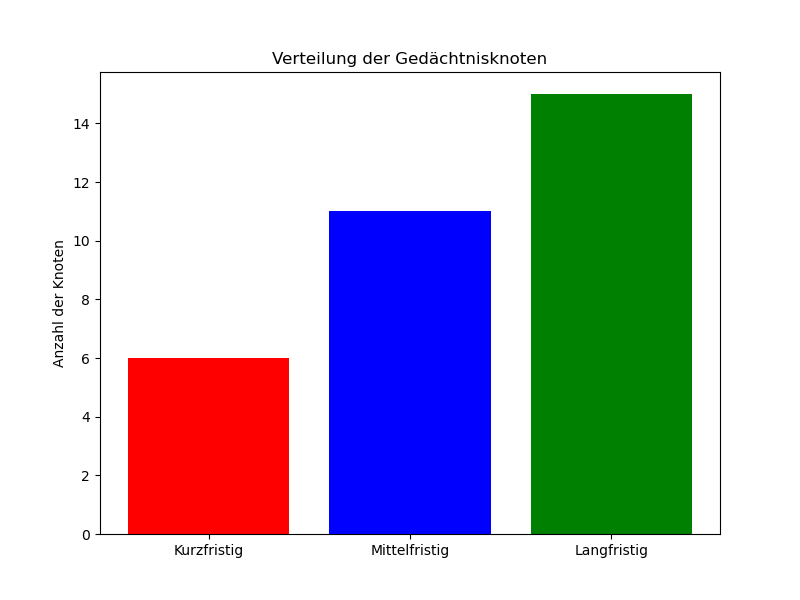 Verteilung der Gedächtnisknoten
Anzahl der Knoten
14
12
10
8
6
4
2
0
Kurzfristig
Mittelfristig
Langfristig